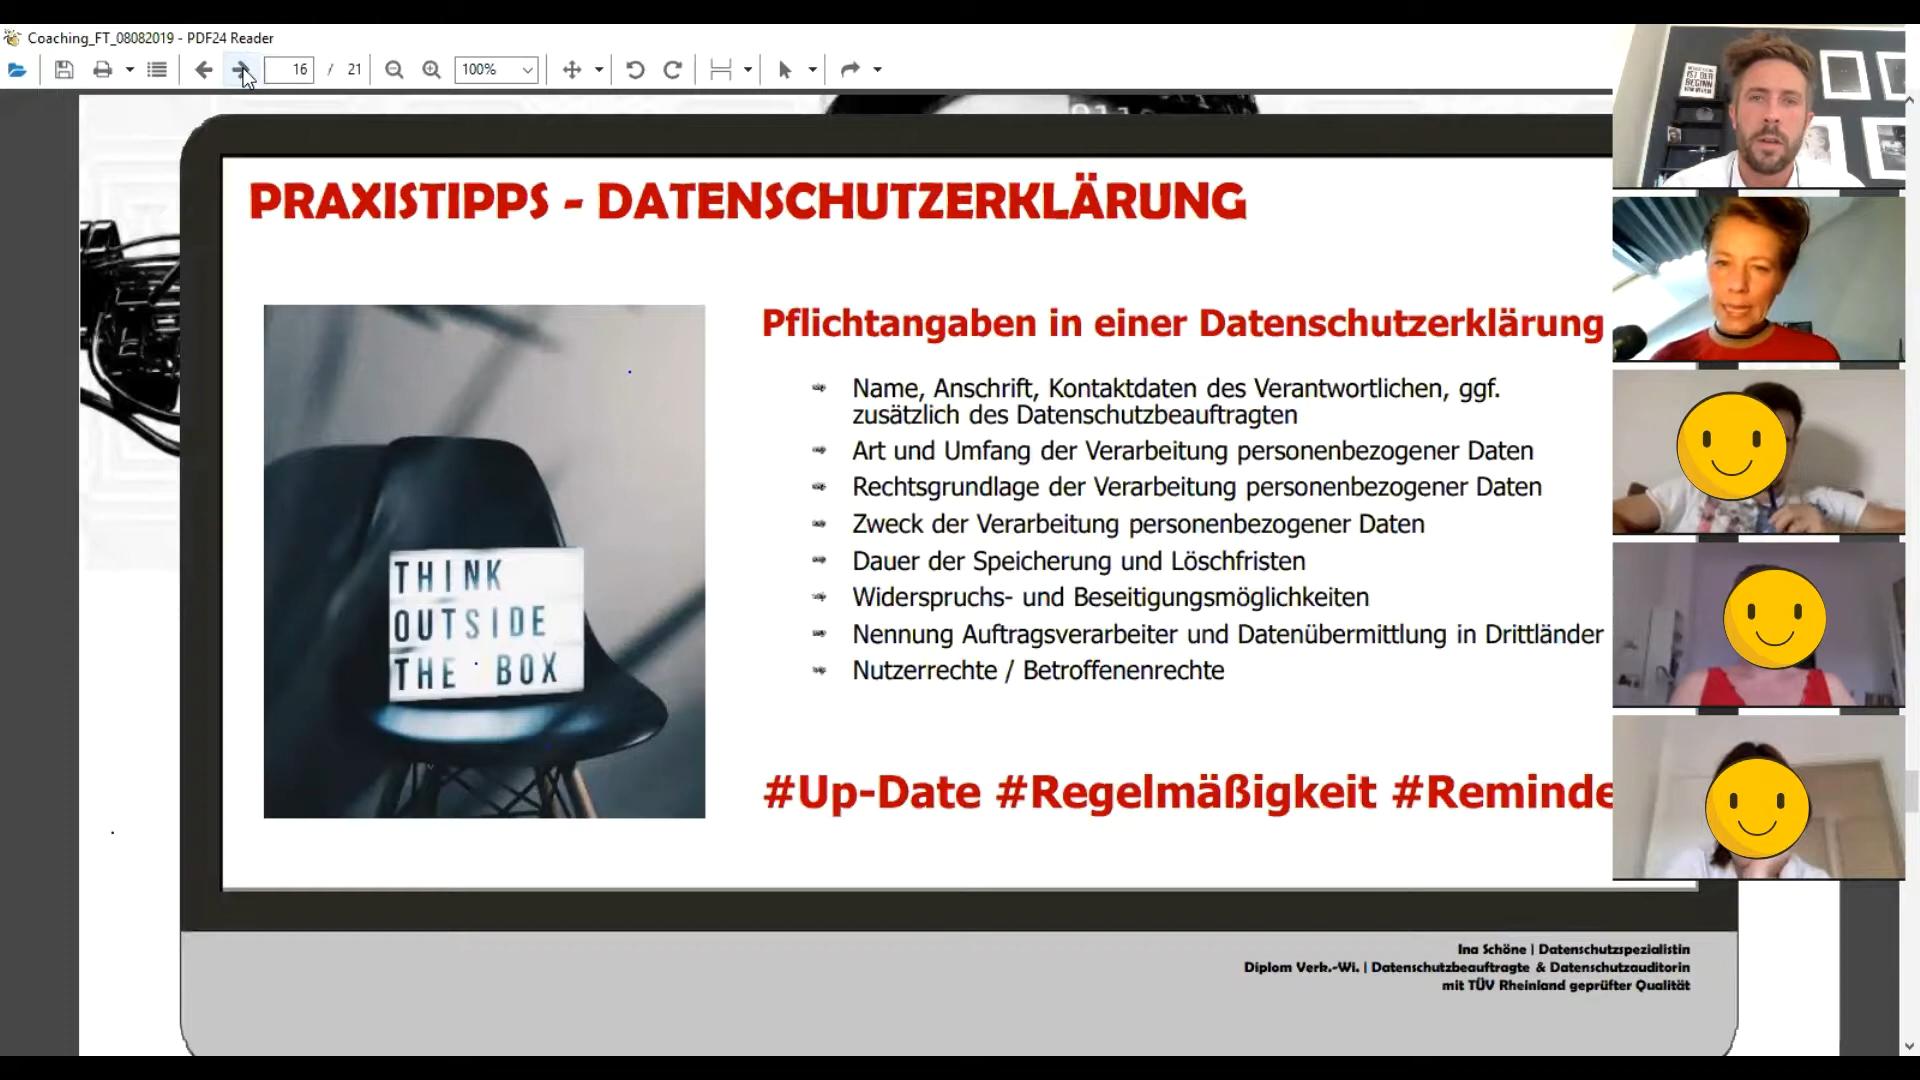 Coaching_FT_08082019 - PDF24 Reader
16 / 21 100%
PRAXISTIPPS - DATENSCHUTZERKLÄRUNG
Pflichtangaben in einer Datenschutzerklärung
Name, Anschrift, Kontaktdaten des Verantwortlichen, ggf.
zusätzlich des Datenschutzbeauftragten
Art und Umfang der Verarbeitung personenbezogener Daten
Rechtsgrundlage der Verarbeitung personenbezogener Daten
Zweck der Verarbeitung personenbezogener Daten
Dauer der Speicherung und Löschfristen
Widerspruchs- und Beseitigungsmöglichkeiten
Nennung Auftragsverarbeiter und Datenübermittlung in Drittländer
Nutzerrechte / Betroffenenrechte
THINK
OUTSIDE
THE BOX
#Up-Date #Regelmäßigkeit #Reminde
Ina Schöne | Datenschutzspezialistin
Diplom Verk.-Wi. | Datenschutzbeauftragte & Datenschutzauditorin
mit TÜV Rheinland geprüfter Qualität
IST DER
BEGINN